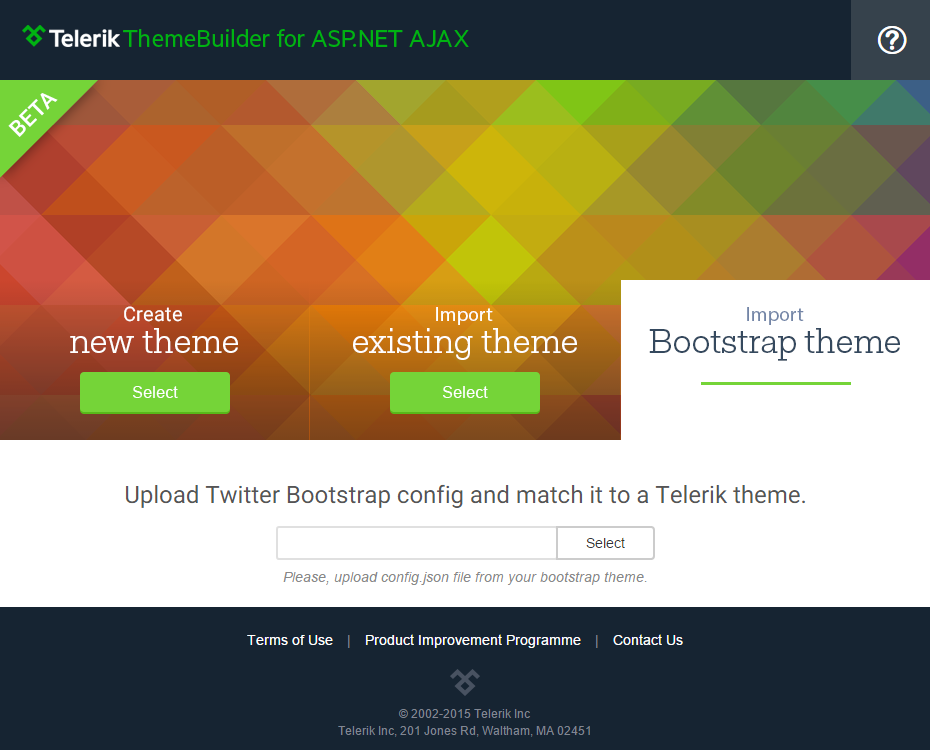 Telerik ThemeBuilder for ASP.NET AJAX
BETA
Create
new theme
Select
Import
existing theme
Select
Import
Bootstrap theme
Upload Twitter Bootstrap config and match it to a Telerik theme.
Select
Please, upload config.json file from your bootstrap theme.
Terms of Use | Product Improvement Programme | Contact Us
© 2002-2015 Telerik Inc
Telerik Inc, 201 Jones Rd, Waltham, MA 02451